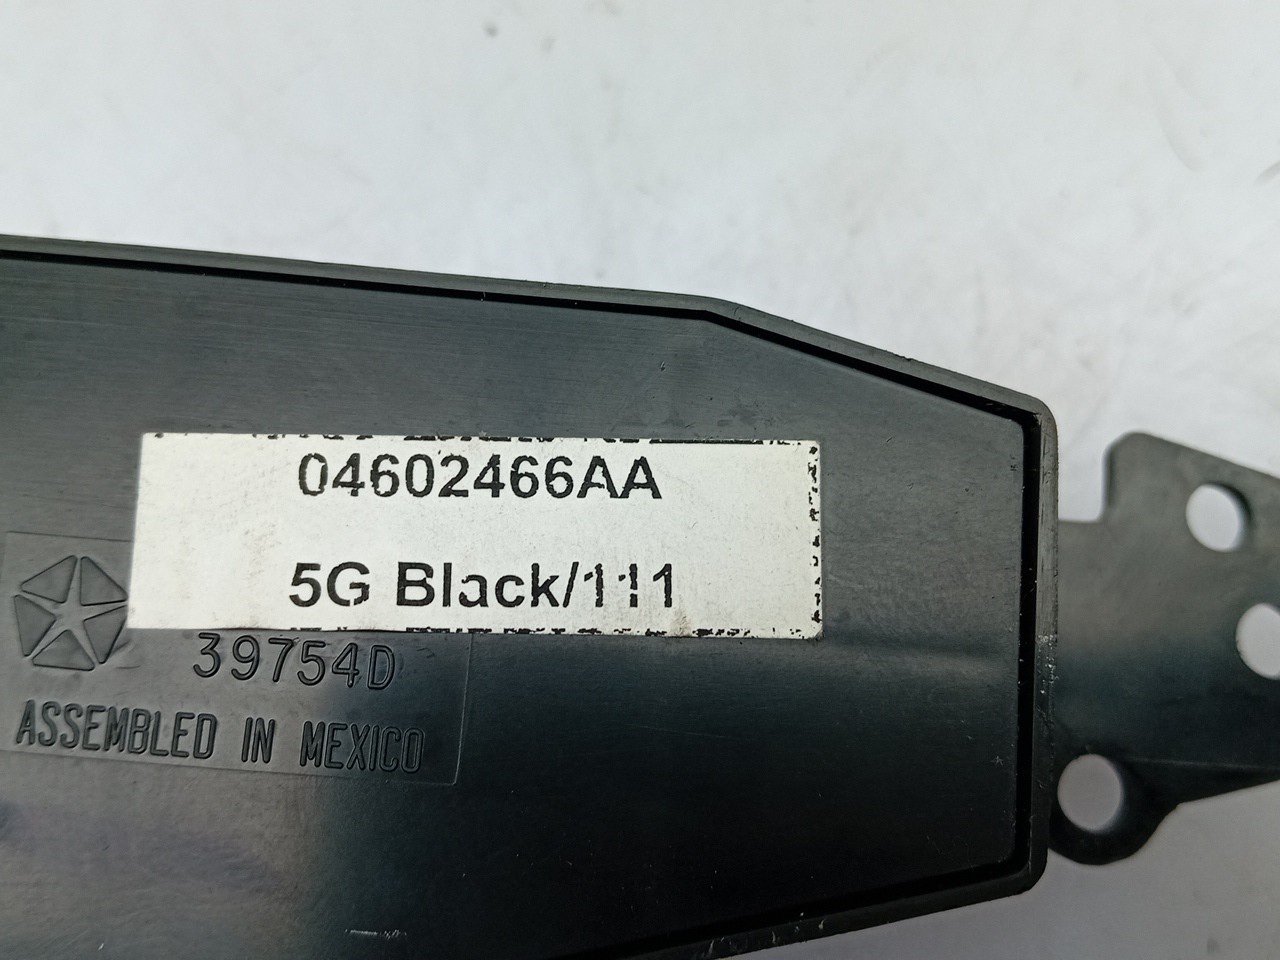 04602466AA
5G Black/111
39754D
ASSEMBLED IN MEXICO